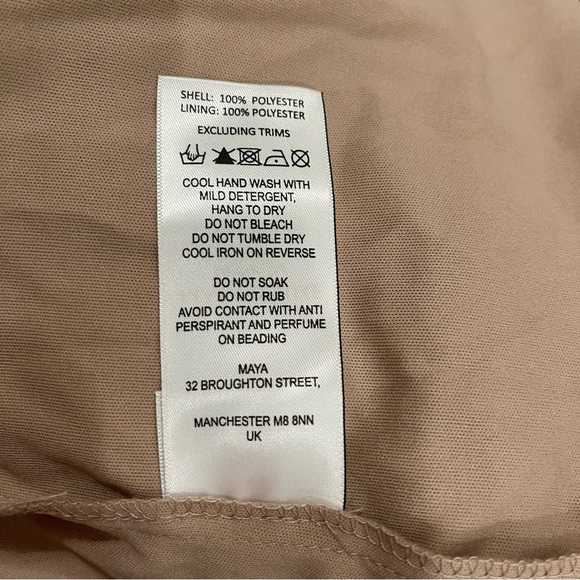 SHELL: 100% POLYESTER
LINING: 100% POLYESTER
EXCLUDING TRIMS
COOL HAND WASH WITH
MILD DETERGENT,
HANG TO DRY
DO NOT BLEACH
DO NOT TUMBLE DRY
COOL IRON ON REVERSE
DO NOT SOAK
DO NOT RUB
AVOID CONTACT WITH ANTI
PERSPIRANT AND PERFUME
ON BEADING
MAYA
32 BROUGHTON STREET,
MANCHESTER M8 8NN
UK